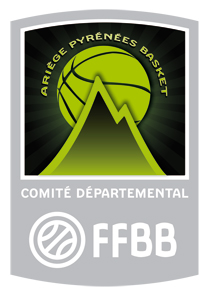 ARIÈGE PYRÉNÉES BASKET
COMITÉ DÉPARTEMENTAL
FFBB